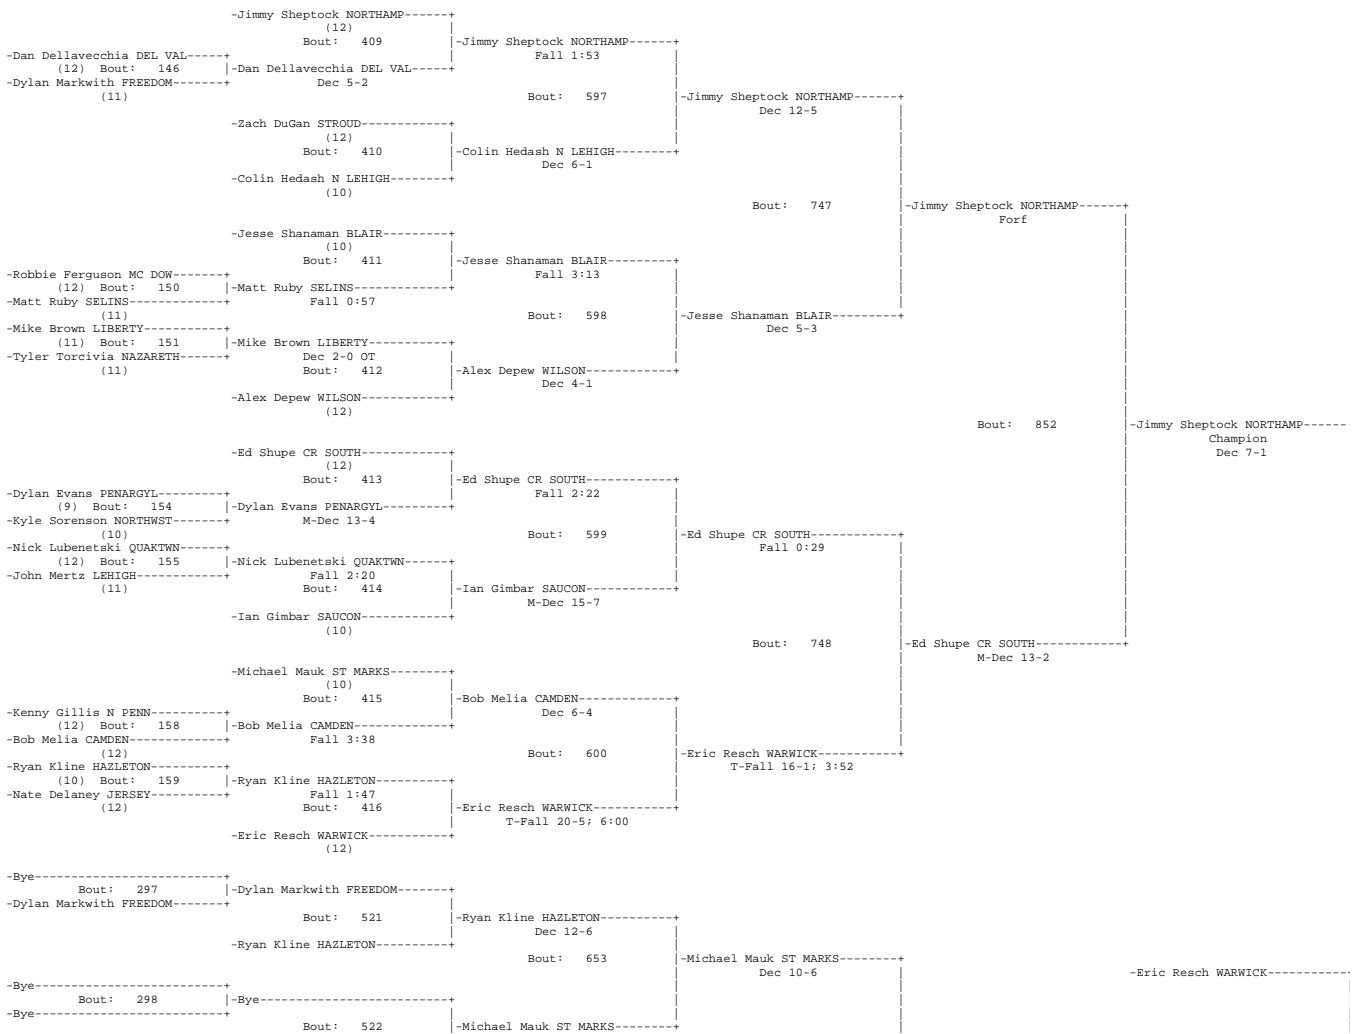 -Jimmy Sheptock NORTHAMP------+
(12) |
Bout: 409 |-Jimmy Sheptock NORTHAMP------+
-Dan Dellavecchia DEL VAL-----+ | Fall 1:53 |
(12) Bout: 146 |-Dan Dellavecchia DEL VAL-----+ |
-Dylan Markwith FREEDOM-------+ Dec 5-2 |
(11) Bout: 597 |-Jimmy Sheptock NORTHAMP------+
| Dec 12-5 |
-Zach DuGan STROUD------------+ | |
(12) | | |
Bout: 410 |-Colin Hedash N LEHIGH--------+ |
| Dec 6-1 |
-Colin Hedash N LEHIGH--------+ |
(10) |
Bout: 747 |-Jimmy Sheptock NORTHAMP------+
| Forf |
-Jesse Shanaman BLAIR---------+ | |
(10) | | |
Bout: 411 |-Jesse Shanaman BLAIR---------+ | |
-Robbie Ferguson MC DOW-------+ | Fall 3:13 | | |
(12) Bout: 150 |-Matt Ruby SELINS-------------+ | | |
-Matt Ruby SELINS-------------+ Fall 0:57 | | |
(11) Bout: 598 |-Jesse Shanaman BLAIR---------+ |
-Mike Brown LIBERTY-----------+ | Dec 5-3 |
(11) Bout: 151 |-Mike Brown LIBERTY-----------+ | |
-Tyler Torcivia NAZARETH------+ Dec 2-0 OT | | |
(11) Bout: 412 |-Alex Depew WILSON------------+ |
| Dec 4-1 |
-Alex Depew WILSON------------+ |
(12) |
Bout: 852 |-Jimmy Sheptock NORTHAMP------
| Champion
-Ed Shupe CR SOUTH------------+ | Dec 7-1
(12) | |
Bout: 413 |-Ed Shupe CR SOUTH------------+ |
-Dylan Evans PENARGYL---------+ | Fall 2:22 | |
(9) Bout: 154 |-Dylan Evans PENARGYL---------+ | |
-Kyle Sorenson NORTHWST-------+ M-Dec 13-4 | |
(10) Bout: 599 |-Ed Shupe CR SOUTH------------+ |
-Nick Lubenetski QUAKTWN------+ | Fall 0:29 | |
(12) Bout: 155 |-Nick Lubenetski QUAKTWN------+ | | |
-John Mertz LEHIGH------------+ Fall 2:20 | | | |
(11) Bout: 414 |-Ian Gimbar SAUCON------------+ | |
| M-Dec 15-7 | |
-Ian Gimbar SAUCON------------+ | |
(10) | |
Bout: 748 |-Ed Shupe CR SOUTH------------+
| M-Dec 13-2
-Michael Mauk ST MARKS--------+ |
(10) | |
Bout: 415 |-Bob Melia CAMDEN-------------+ |
-Kenny Gillis N PENN----------+ | Dec 6-4 | |
(12) Bout: 158 |-Bob Melia CAMDEN-------------+ | |
-Bob Melia CAMDEN-------------+ Fall 3:38 | |
(12) Bout: 600 |-Eric Resch WARWICK-----------+
-Ryan Kline HAZLETON----------+ | T-Fall 16-1; 3:52
(10) Bout: 159 |-Ryan Kline HAZLETON----------+ |
-Nate Delaney JERSEY----------+ Fall 1:47 | |
(12) Bout: 416 |-Eric Resch WARWICK-----------+
| T-Fall 20-5; 6:00
-Eric Resch WARWICK-----------+
(12)
-Bye--------------------------+
Bout: 297 |-Dylan Markwith FREEDOM-------+
-Dylan Markwith FREEDOM-------+ |
Bout: 521 |-Ryan Kline HAZLETON----------+
| Dec 12-6 |
-Ryan Kline HAZLETON----------+ |
Bout: 653 |-Michael Mauk ST MARKS--------+
| Dec 10-6 | -Eric Resch WARWICK-----------+
-Bye--------------------------+ | | |
Bout: 298 |-Bye--------------------------+ | | |
-Bye--------------------------+ | | | |
Bout: 522 |-Michael Mauk ST MARKS--------+ | |